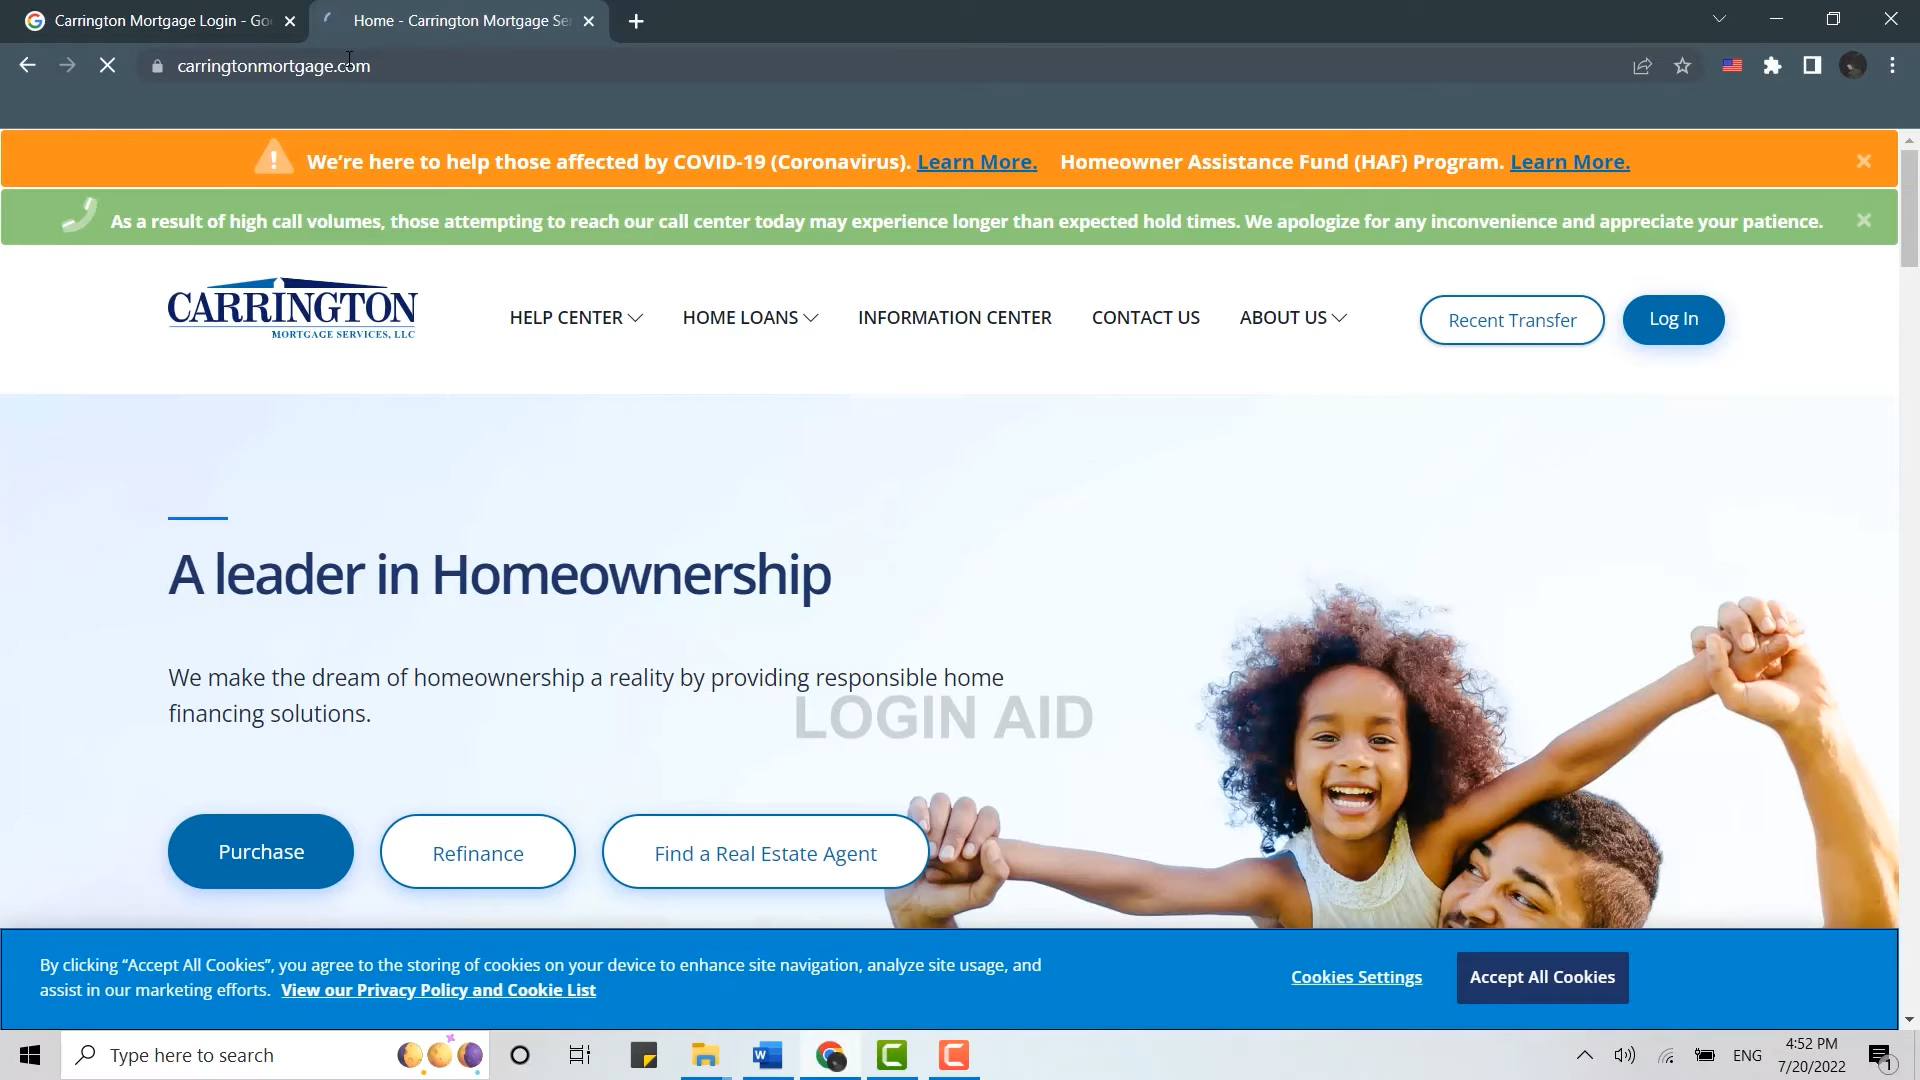 Carrington Mortgage Login - Go
Home - Carrington Mortgage Se
carringtonmortgage.com
We're here to help those affected by COVID-19 (Coronavirus). Learn More. Homeowner Assistance Fund (HAF) Program. Learn More.
As a result of high call volumes, those attempting to reach our call center today may experience longer than expected hold times. We apologize for any inconvenience and appreciate your patience.
CARRINGTON
MORTGAGE SERVICES, LLC
HELP CENTER
HOME LOANS
INFORMATION CENTER
CONTACT US
ABOUT US
Recent Transfer
Log In
A leader in Homeownership
We make the dream of homeownership a reality by providing responsible home
financing solutions.
LOGIN AID
Purchase
Refinance
Find a Real Estate Agent
By clicking “Accept All Cookies”, you agree to the storing of cookies on your device to enhance site navigation, analyze site usage, and
assist in our marketing efforts. View our Privacy Policy and Cookie List
Cookies Settings
Accept All Cookies
Type here to search
ENG
4:52 PM
7/20/2022
1